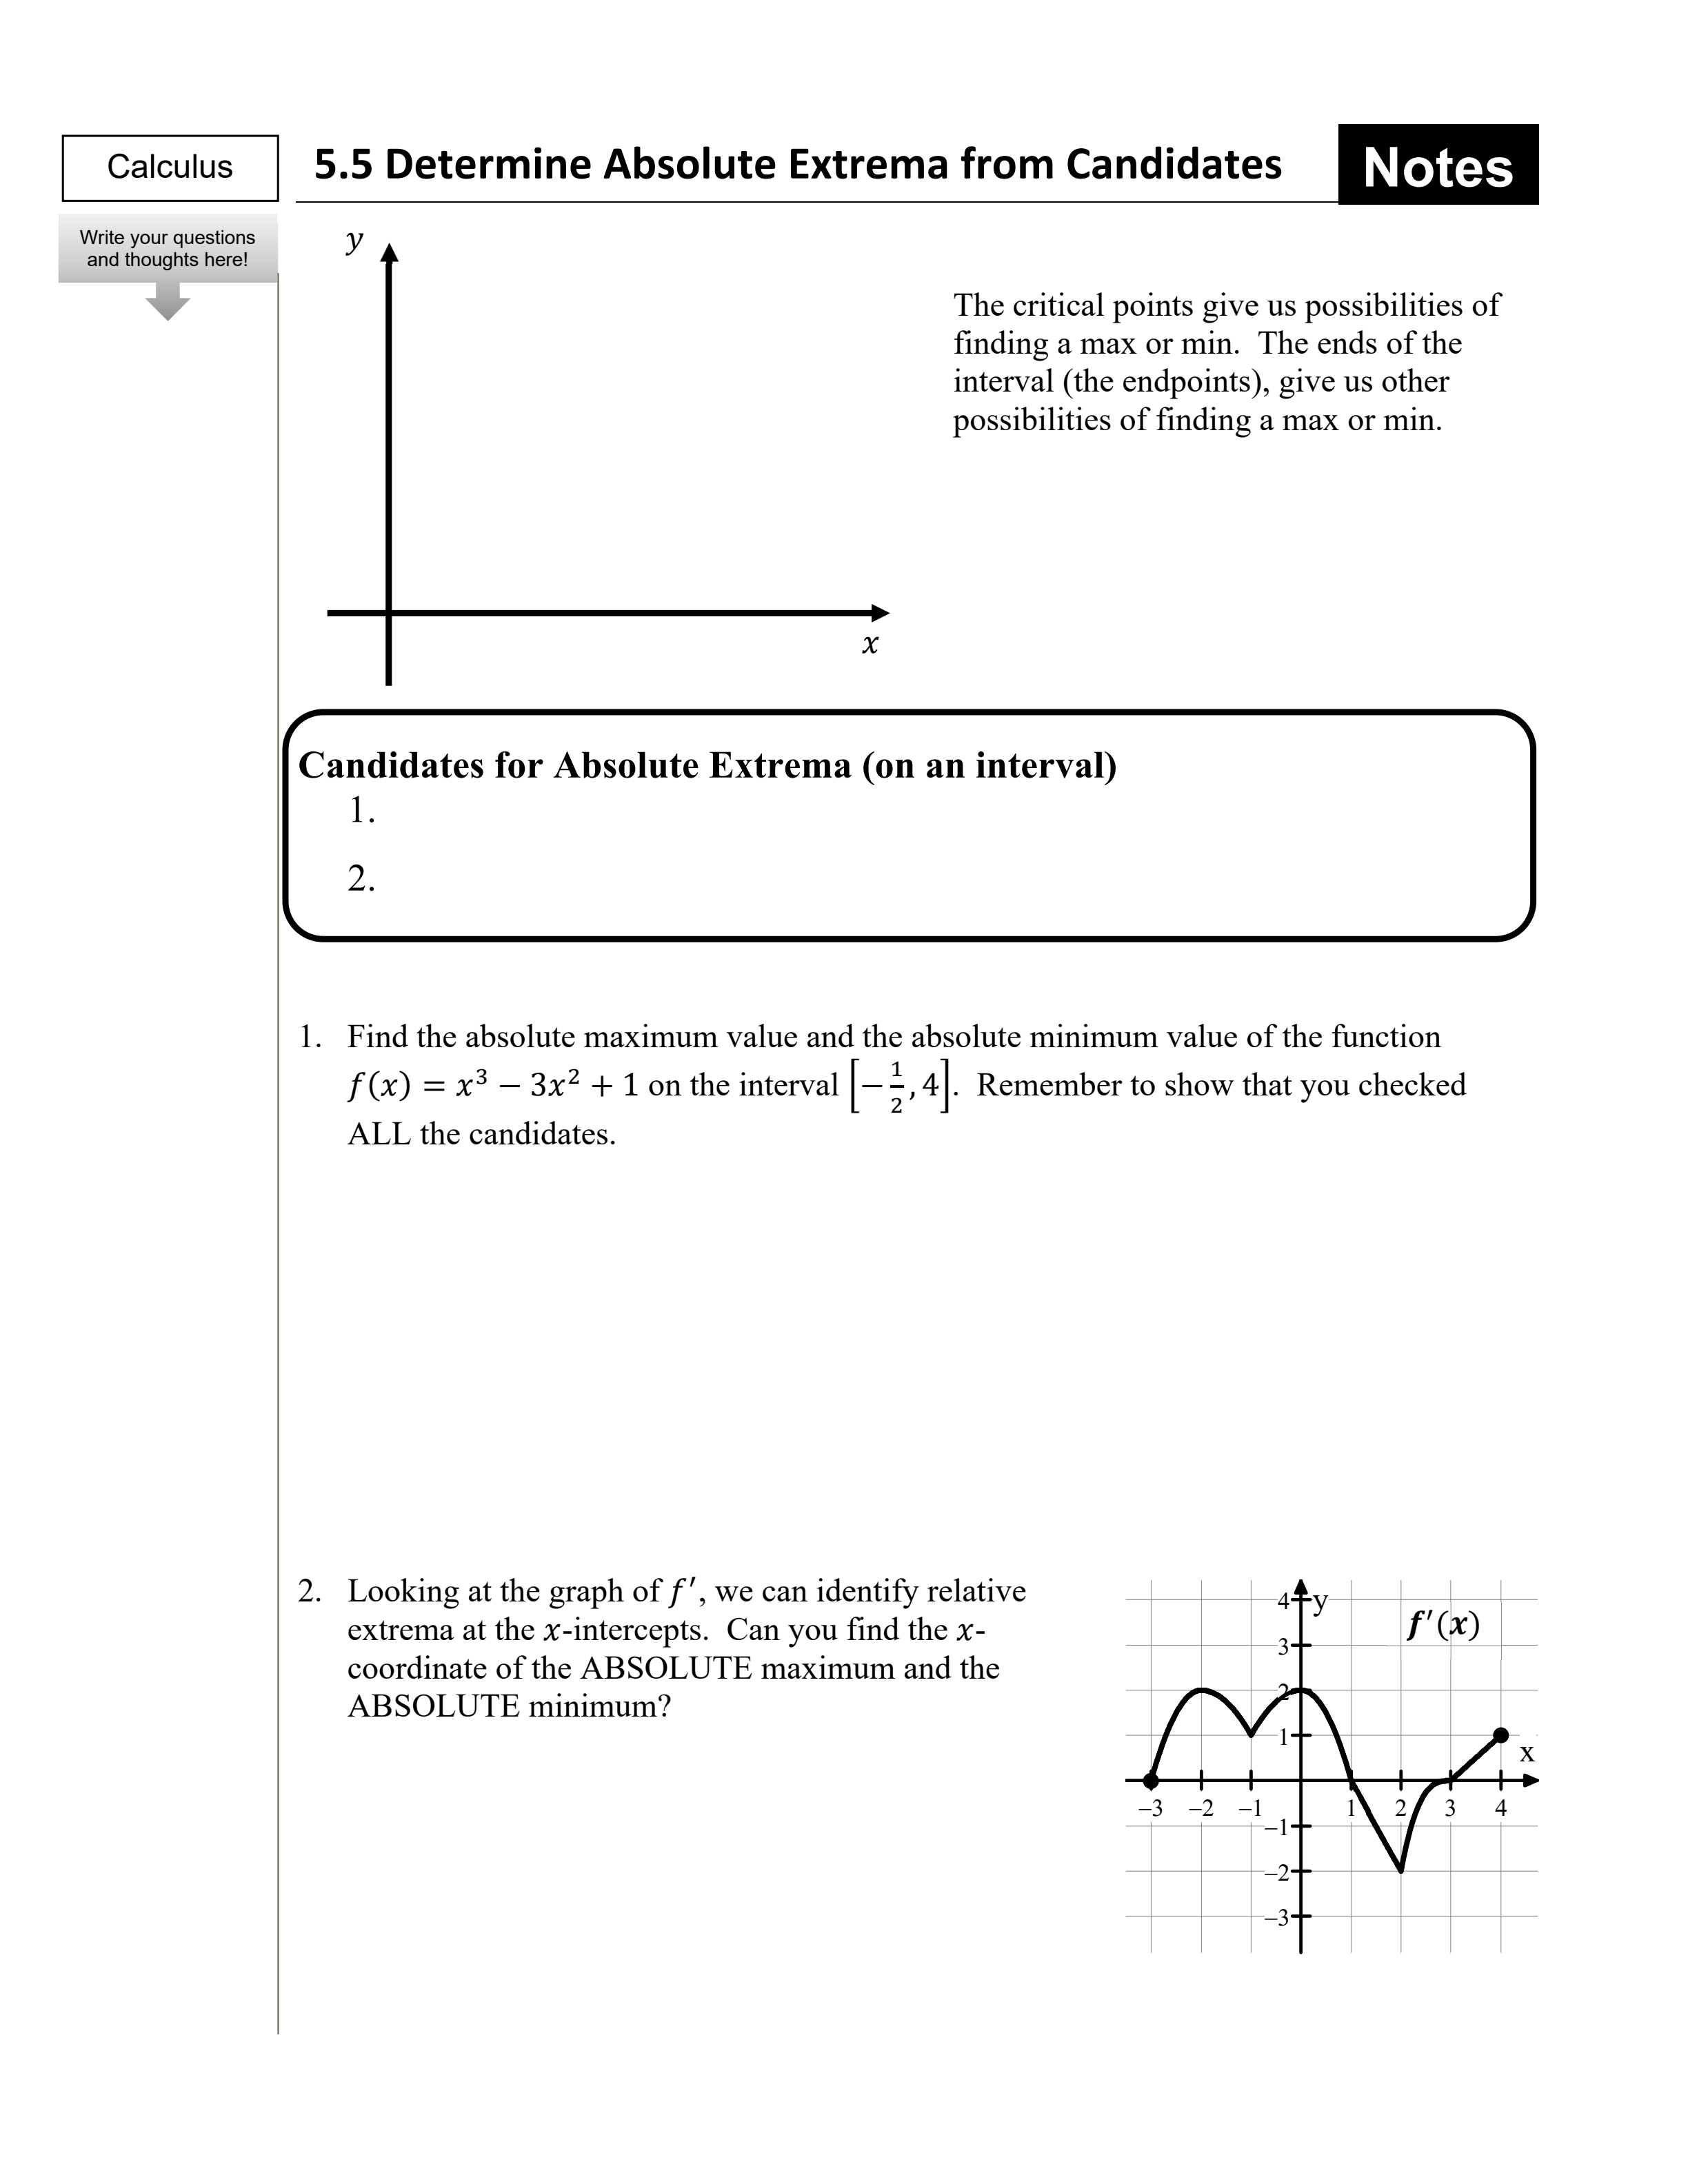 Calculus
5.5 Determine Absolute Extrema from Candidates
Notes
Write your questions
and thoughts here!
y
The critical points give us possibilities of
finding a max or min.  The ends of the
interval (the endpoints), give us other
possibilities of finding a max or min.
x
Candidates for Absolute Extrema (on an interval)
1.
2.
1. Find the absolute maximum value and the absolute minimum value of the function
f(x) = x³ − 3x² + 1 on the interval [−1/2, 4].  Remember to show that you checked
ALL the candidates.
2. Looking at the graph of f′, we can identify relative
extrema at the x-intercepts.  Can you find the x-
coordinate of the ABSOLUTE maximum and the
ABSOLUTE minimum?
4 y
f′(x)
3
2
1
x
−3 −2 −1 1 2 3 4
−1
−2
−3